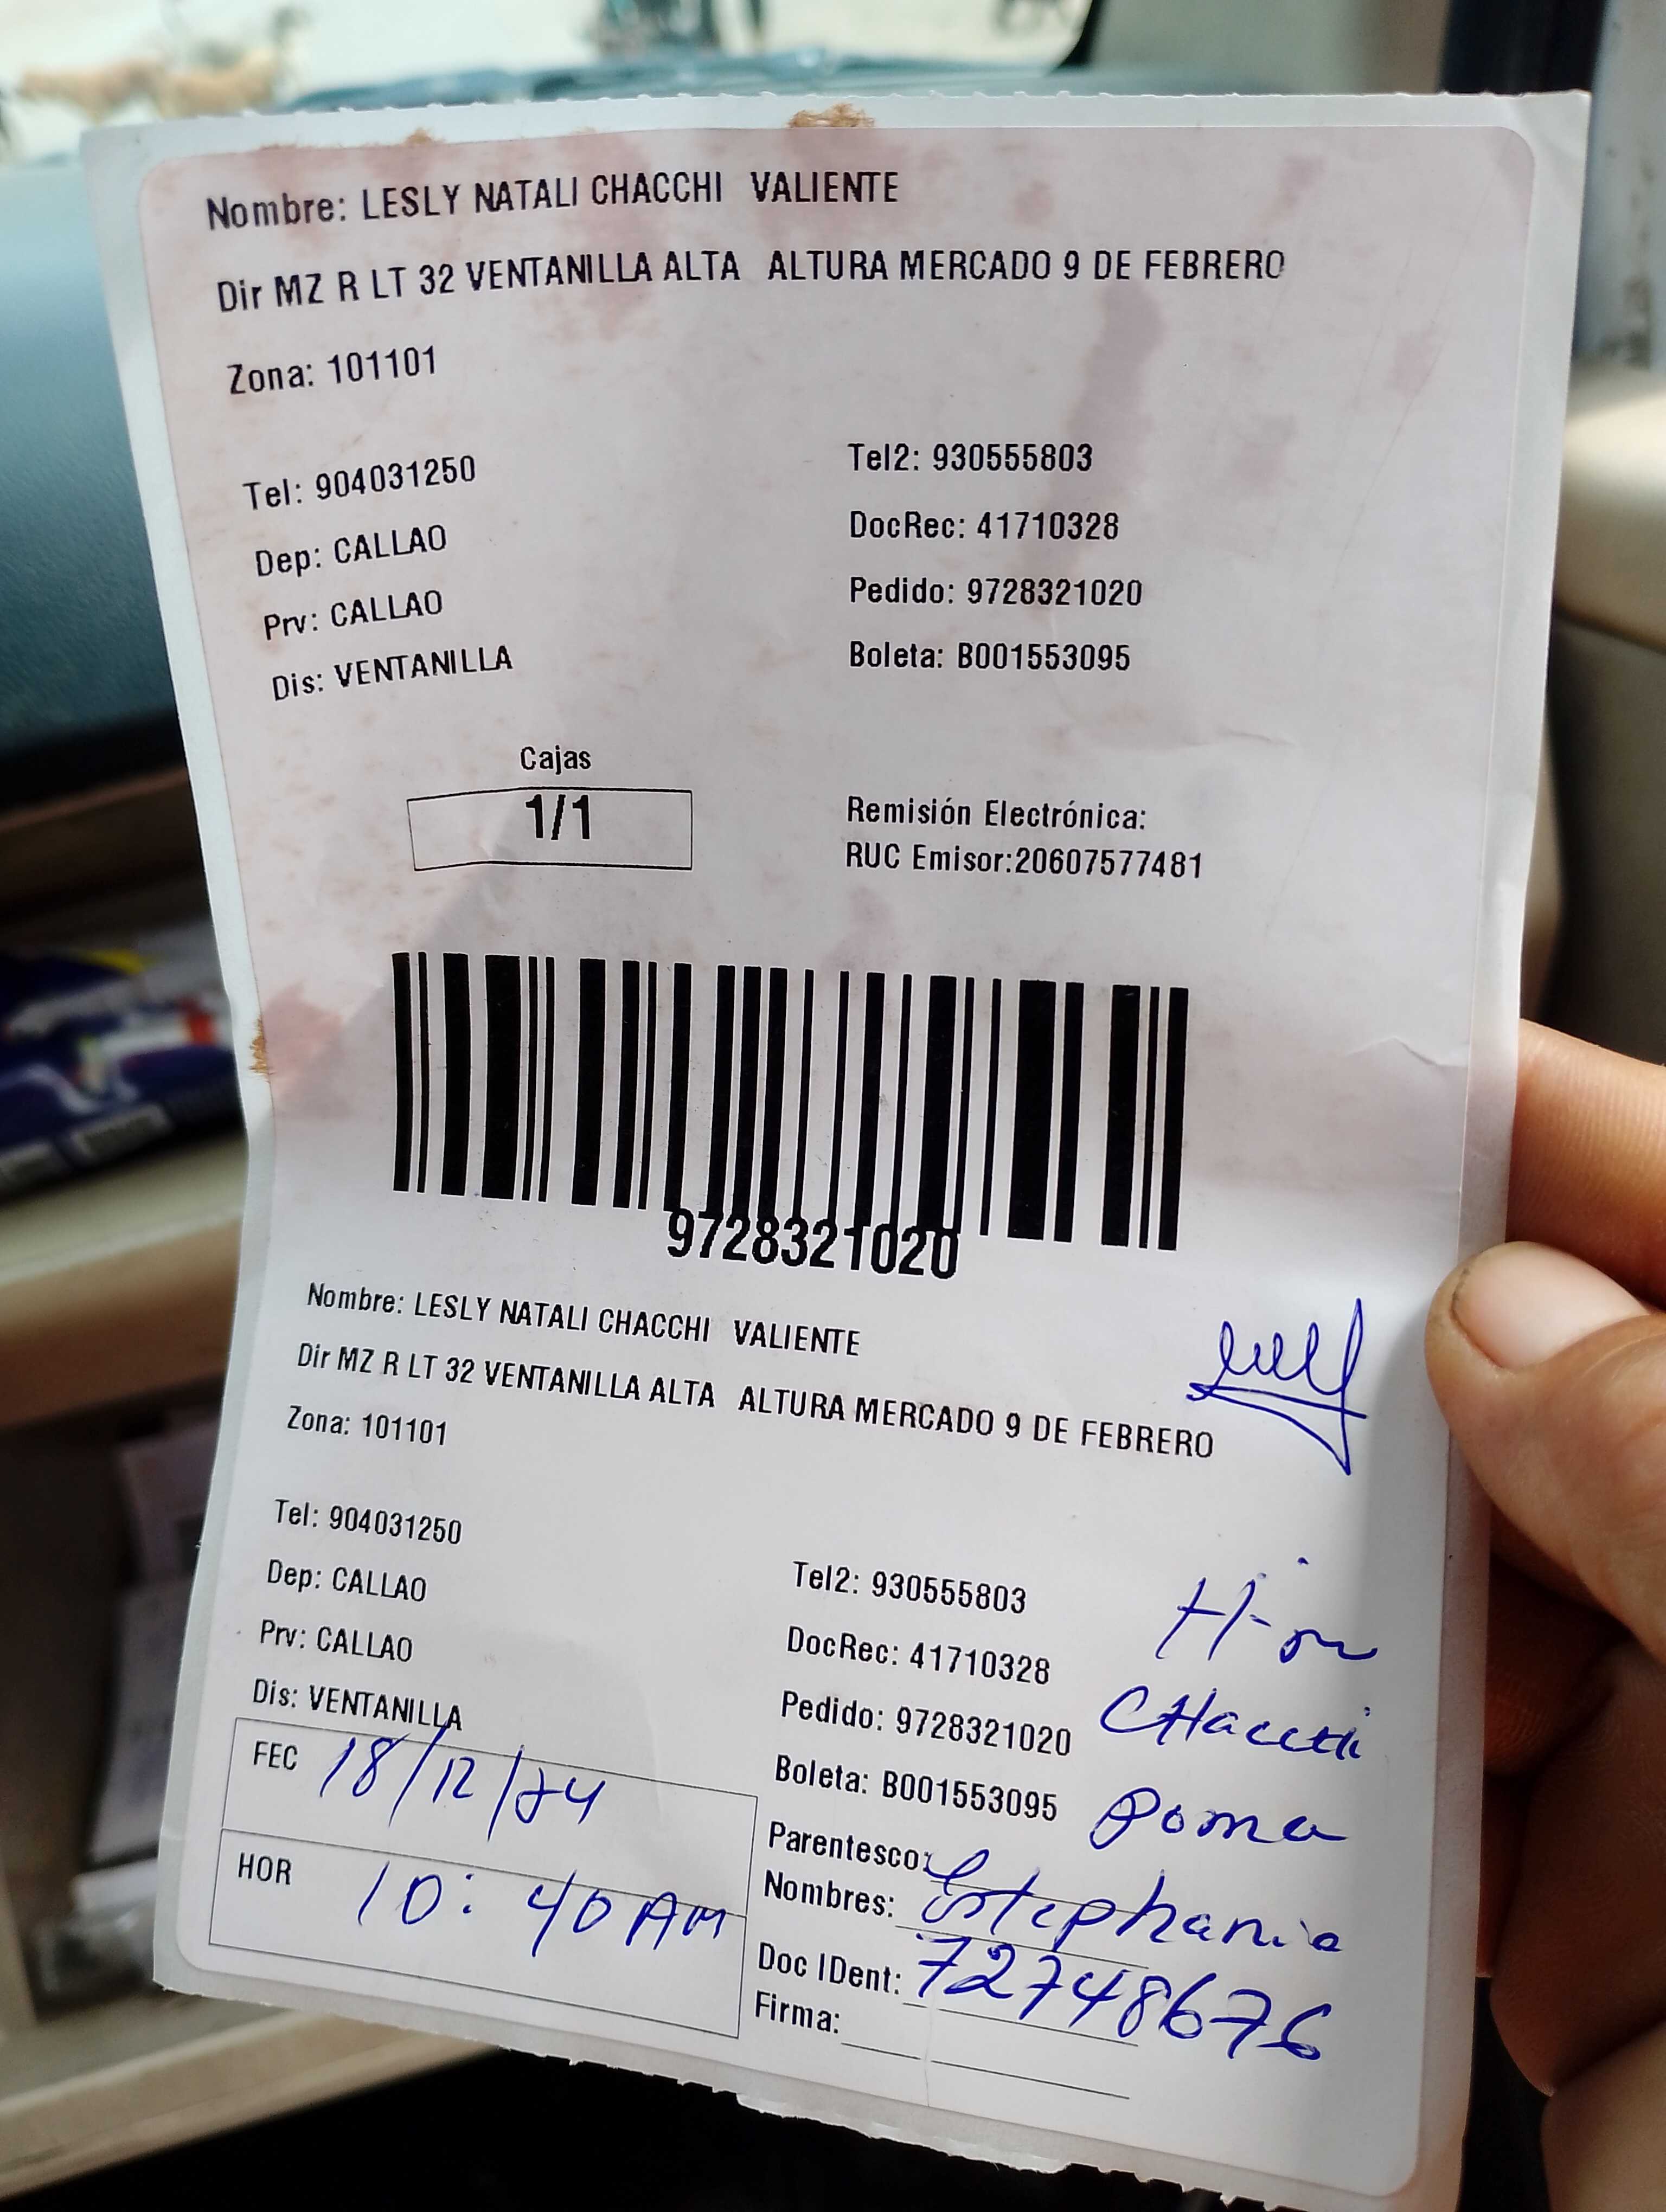 Nombre: LESLY NATALI CHACCHI VALIENTE
Dir MZ R LT 32 VENTANILLA ALTA ALTURA MERCADO 9 DE FEBRERO
Zona: 101101
Tel: 904031250
Dep: CALLAO
Prv: CALLAO
Dis: VENTANILLA
Tel2: 930555803
DocRec: 41710328
Pedido: 9728321020
Boleta: B001553095
Cajas
1/1
Remisión Electrónica:
RUC Emisor:20607577481
9728321020
Nombre: LESLY NATALI CHACCHI VALIENTE
Dir MZ R LT 32 VENTANILLA ALTA ALTURA MERCADO 9 DE FEBRERO
Zona: 101101
Tel: 904031250
Dep: CALLAO
Prv: CALLAO
Dis: VENTANILLA
FEC 18/12/24
HOR 10:40 AM
Tel2: 930555803
DocRec: 41710328
Pedido: 9728321020
Boleta: B001553095
CHacchi
Poma
Parentesco:
Nombres: Estephania
Doc IDent: 72748676
Firma: